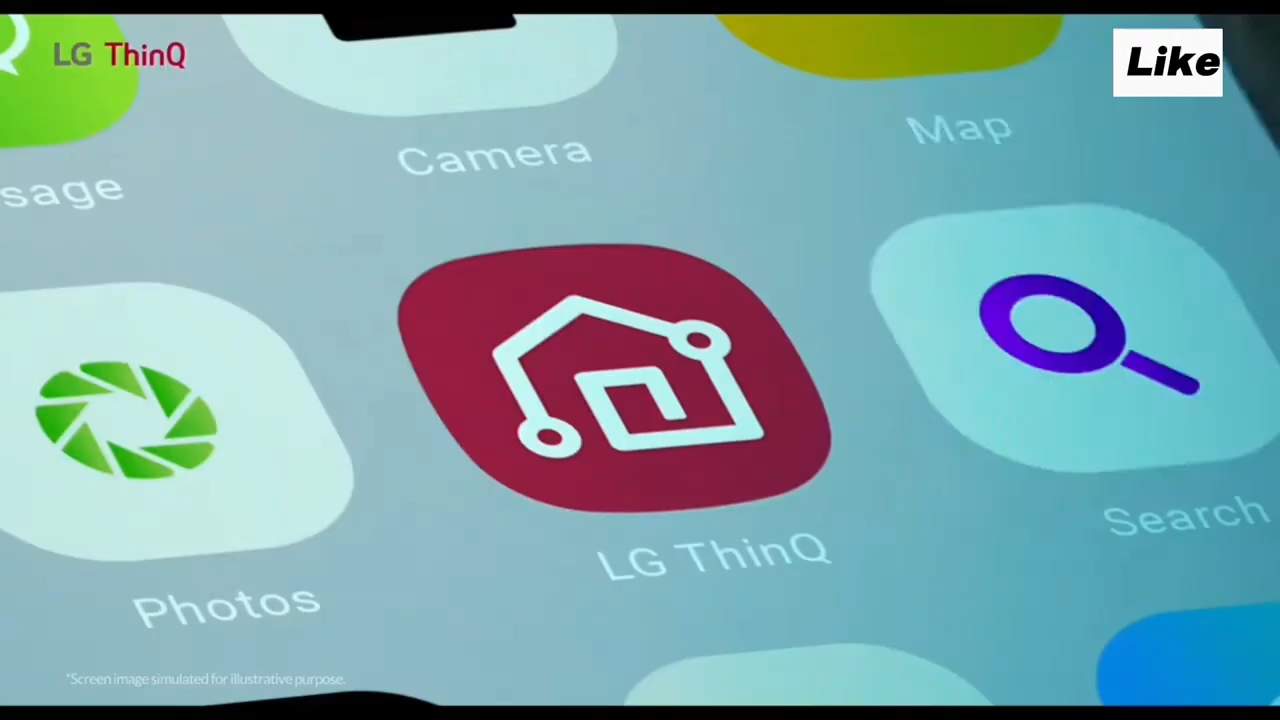 LG ThinQ
Like
Camera
Map
sage
LG ThinQ
Search
Photos
*Screen image simulated for illustrative purpose.